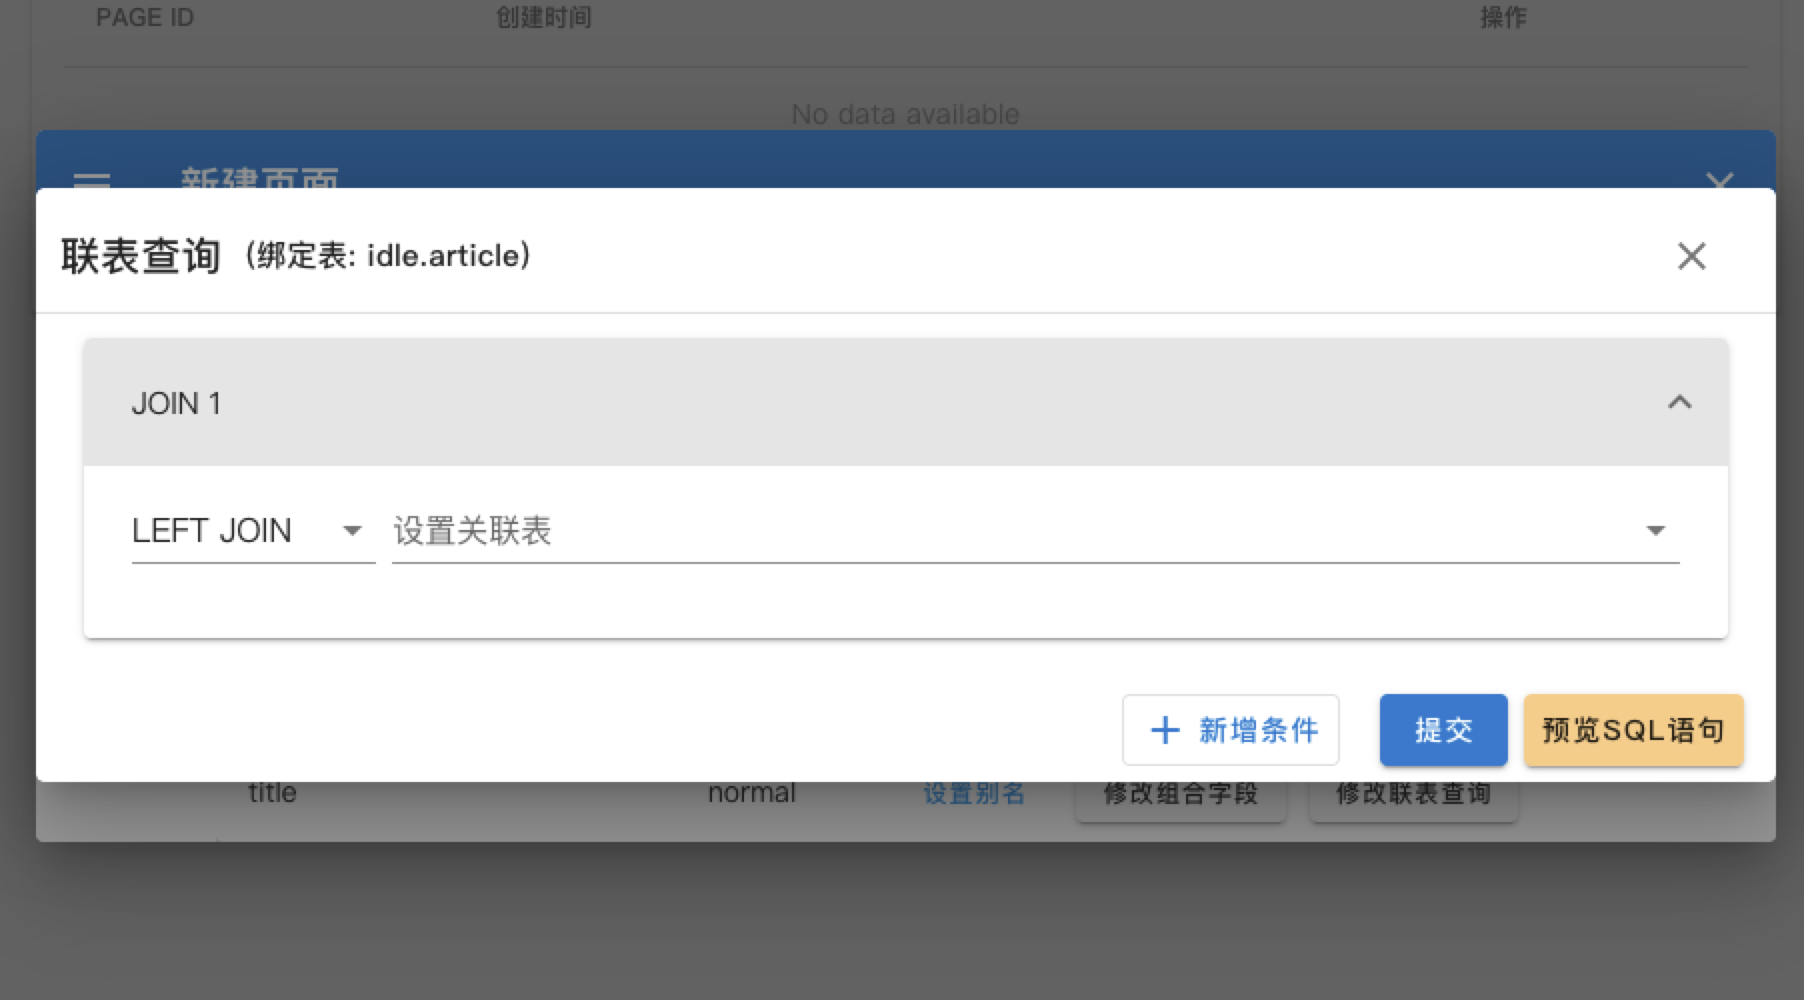 PAGE ID 创建时间 操作
No data available
新建页面
联表查询 (绑定表: idle.article)
JOIN 1
LEFT JOIN 设置关联表
新增条件 提交 预览SQL语句
title normal 设置别名 修改组合字段 修改联表查询